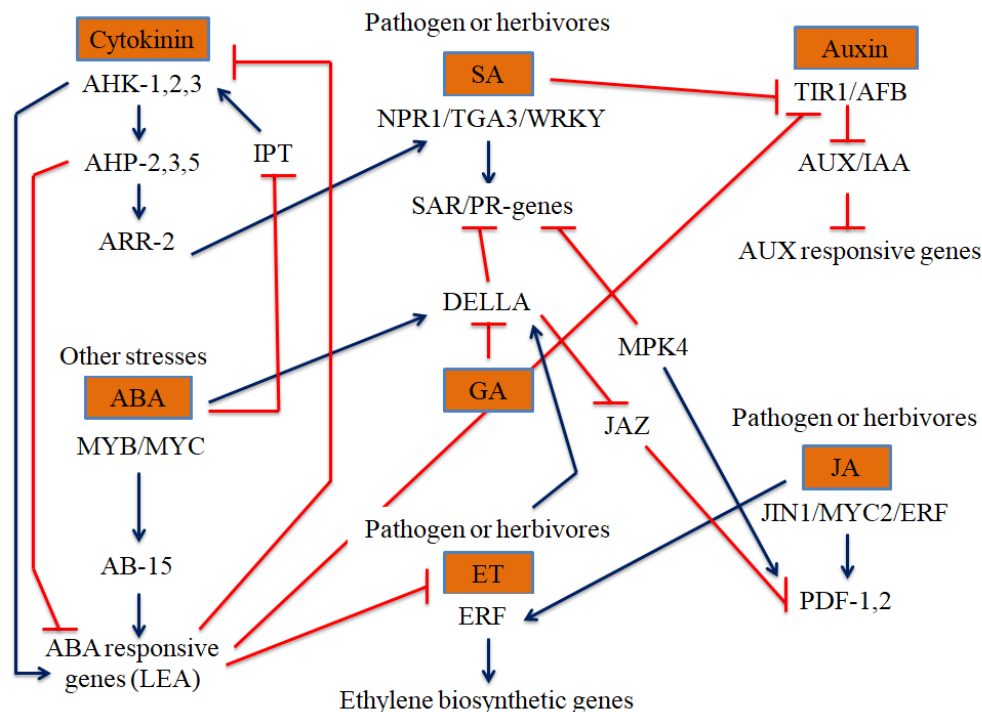 Pathogen or herbivores
Cytokinin
SA
Auxin
AHK-1,2,3
TIR1/AFB
NPR1/TGA3/WRKY
AHP-2,3,5
IPT
AUX/IAA
SAR/PR-genes
ARR-2
AUX responsive genes
DELLA
Other stresses
MPK4
ABA
GA
JAZ
Pathogen or herbivores
MYB/MYC
JA
JIN1/MYC2/ERF
Pathogen or herbivores
AB-15
ET
PDF-1,2
ERF
ABA responsive
genes (LEA)
Ethylene biosynthetic genes